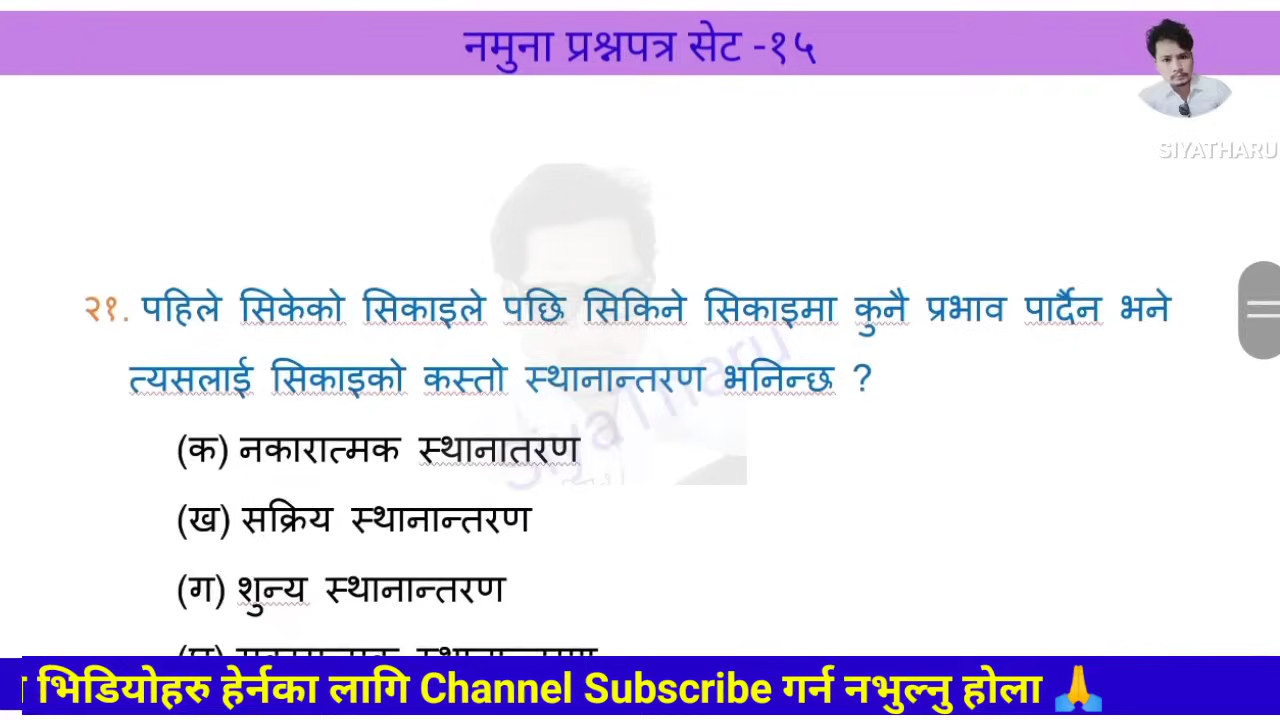 नमुना प्रश्नपत्र सेट -१५
SIYATHARU
२१. पहिले सिकेको सिकाइले पछि सिकिने सिकाइमा कुनै प्रभाव पार्दैन भने
त्यसलाई सिकाइको कस्तो स्थानान्तरण भनिन्छ ?
SiyaTharu
(क) नकारात्मक स्थानातरण
(ख) सक्रिय स्थानान्तरण
(ग) शुन्य स्थानान्तरण
भिडियोहरु हेर्नका लागि Channel Subscribe गर्न नभुल्नु होला 🙏